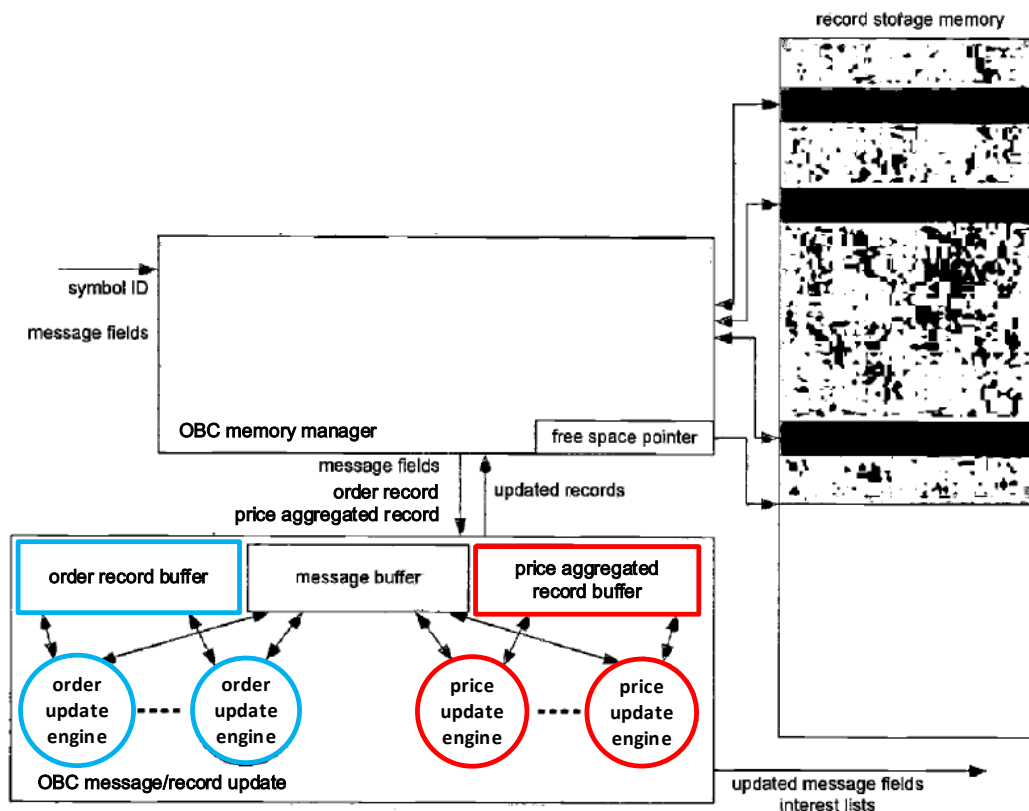 record storage memory
symbol ID
message fields
OBC memory manager
free space pointer
message fields
order record
price aggregated record
updated records
order record buffer
message buffer
price aggregated
record buffer
order
update
engine
order
update
engine
price
update
engine
price
update
engine
OBC message/record update
updated message fields
interest lists